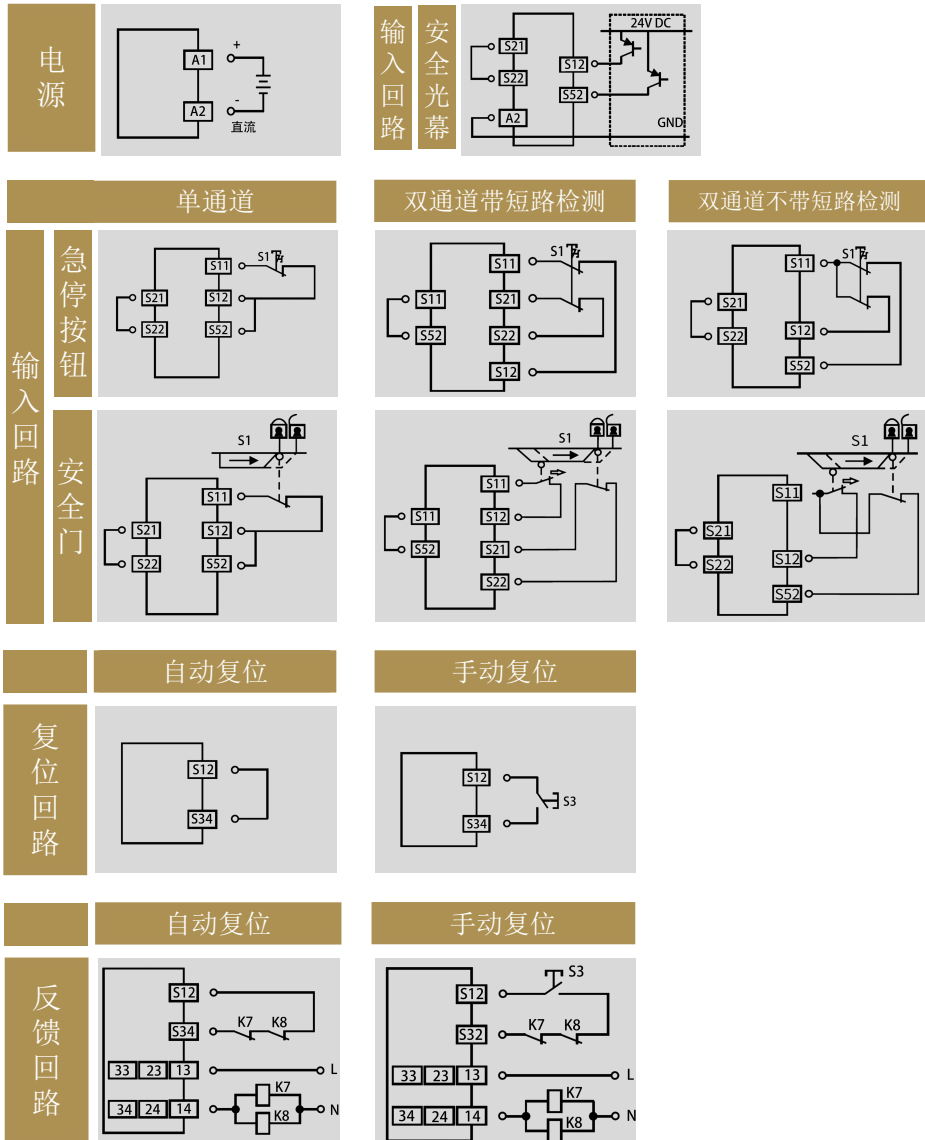 电源
A1
+
A2
-
直流
输入回路
安全光幕
S21
S22
A2
S12
S52
24V DC
GND
单通道
双通道带短路检测
双通道不带短路检测
输入回路
急停按钮
S21
S22
S11
S12
S52
S1
S11
S52
S11
S21
S22
S12
S1
S21
S22
S11
S12
S52
S1
安全门
S1
S21
S22
S11
S12
S52
S1
S11
S52
S11
S12
S21
S22
S1
S21
S22
S11
S12
S52
自动复位
手动复位
复位回路
S12
S34
S12
S34
S3
自动复位
手动复位
反馈回路
S12
S34
K7 K8
33 23 13
L
34 24 14
K7
K8
N
S3
S12
S32
K7 K8
33 23 13
L
34 24 14
K7
K8
N